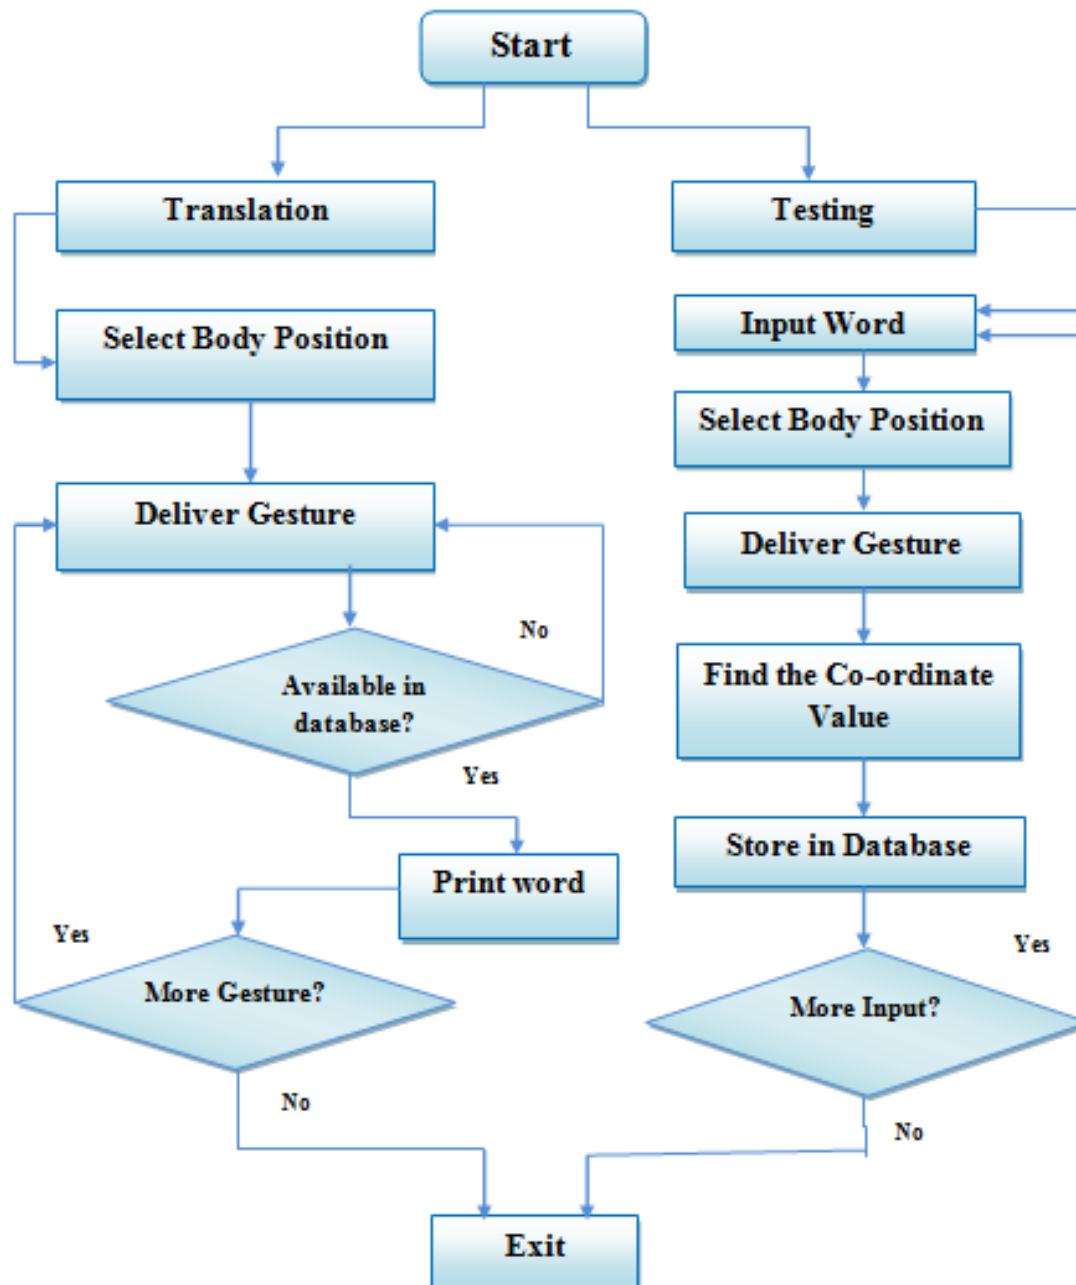 Start
Translation
Select Body Position
Deliver Gesture
No
Available in
database?
Yes
Print word
Yes
More Gesture?
No
Testing
Input Word
Select Body Position
Deliver Gesture
Find the Co-ordinate
Value
Store in Database
Yes
More Input?
No
Exit